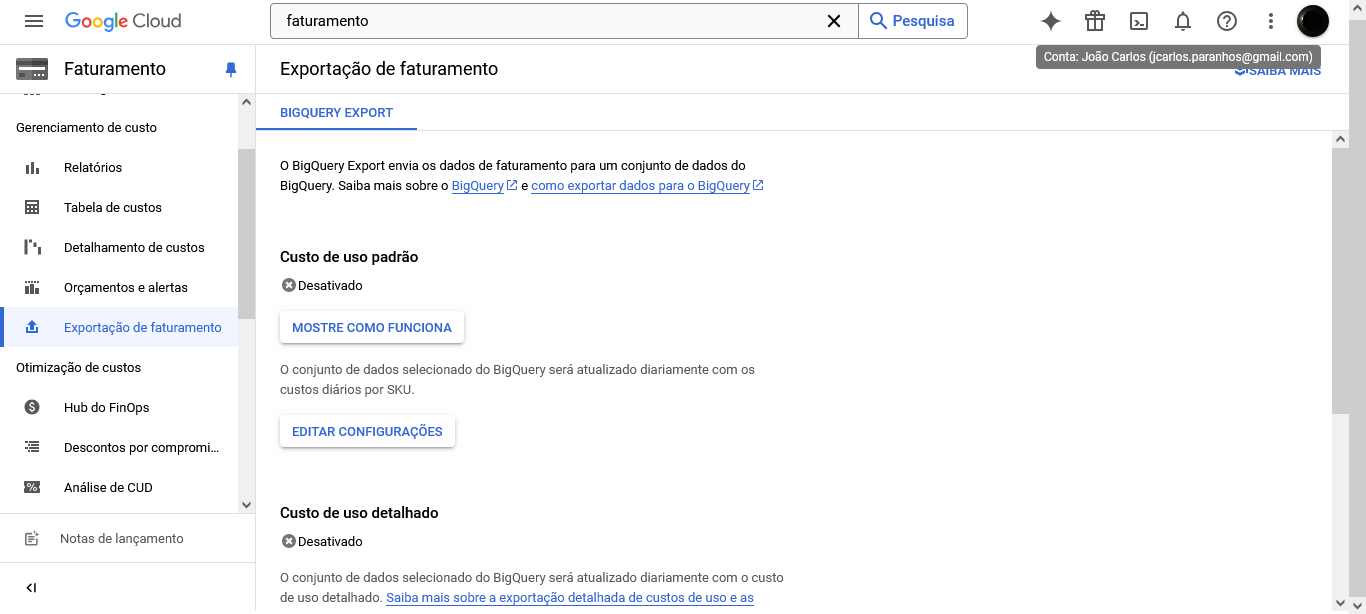 Google Cloud
faturamento
Pesquisa
Conta: João Carlos (jcarlos.paranhos@gmail.com)
Faturamento
Exportação de faturamento
SAIBA MAIS
BIGQUERY EXPORT
Gerenciamento de custo
Relatórios
Tabela de custos
Detalhamento de custos
Orçamentos e alertas
Exportação de faturamento
Otimização de custos
Hub do FinOps
Descontos por compromi...
Análise de CUD
Notas de lançamento
O BigQuery Export envia os dados de faturamento para um conjunto de dados do
BigQuery. Saiba mais sobre o BigQuery e como exportar dados para o BigQuery
Custo de uso padrão
Desativado
MOSTRE COMO FUNCIONA
O conjunto de dados selecionado do BigQuery será atualizado diariamente com os
custos diários por SKU.
EDITAR CONFIGURAÇÕES
Custo de uso detalhado
Desativado
O conjunto de dados selecionado do BigQuery será atualizado diariamente com o custo
de uso detalhado. Saiba mais sobre a exportação detalhada de custos de uso e as